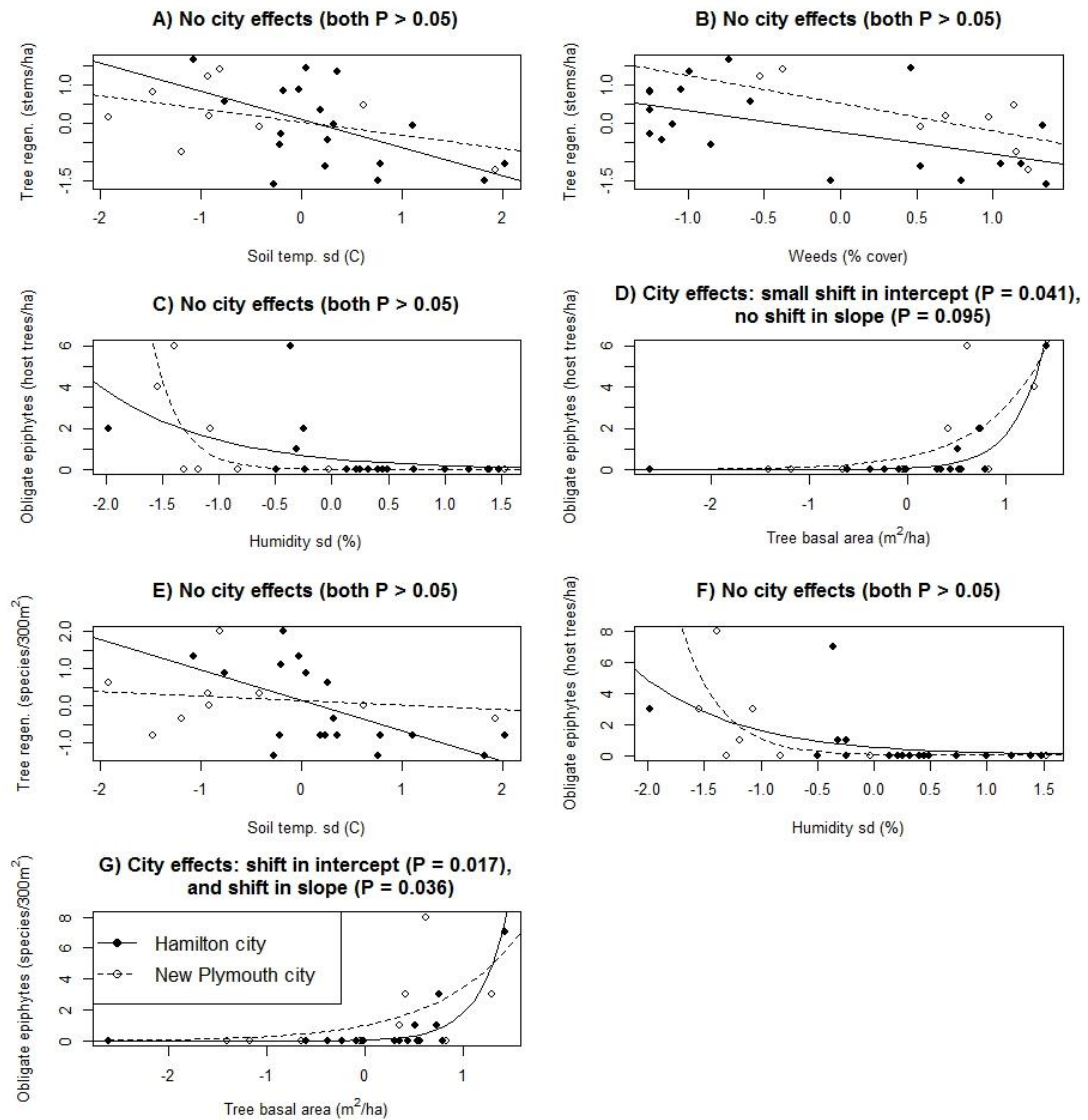 A) No city effects (both P > 0.05)
Tree regen. (stems/ha)
-1.5 0.0 1.0
-2 -1 0 1 2
Soil temp. sd (C)
B) No city effects (both P > 0.05)
Tree regen. (stems/ha)
-1.5 0.0 1.0
-1.0 -0.5 0.0 0.5 1.0
Weeds (% cover)
C) No city effects (both P > 0.05)
Obligate epiphytes (host trees/ha)
0 2 4 6
-2.0 -1.5 -1.0 -0.5 0.0 0.5 1.0 1.5
Humidity sd (%)
D) City effects: small shift in intercept (P = 0.041),
no shift in slope (P = 0.095)
Obligate epiphytes (host trees/ha)
0 2 4 6
-2 -1 0 1
Tree basal area (m²/ha)
E) No city effects (both P > 0.05)
Tree regen. (species/300m²)
-1.0 0.0 1.0 2.0
-2 -1 0 1 2
Soil temp. sd (C)
F) No city effects (both P > 0.05)
Obligate epiphytes (host trees/ha)
0 2 4 6 8
-2.0 -1.5 -1.0 -0.5 0.0 0.5 1.0 1.5
Humidity sd (%)
G) City effects: shift in intercept (P = 0.017),
and shift in slope (P = 0.036)
Obligate epiphytes (species/300m²)
0 2 4 6 8
Hamilton city
New Plymouth city
-2 -1 0 1
Tree basal area (m²/ha)